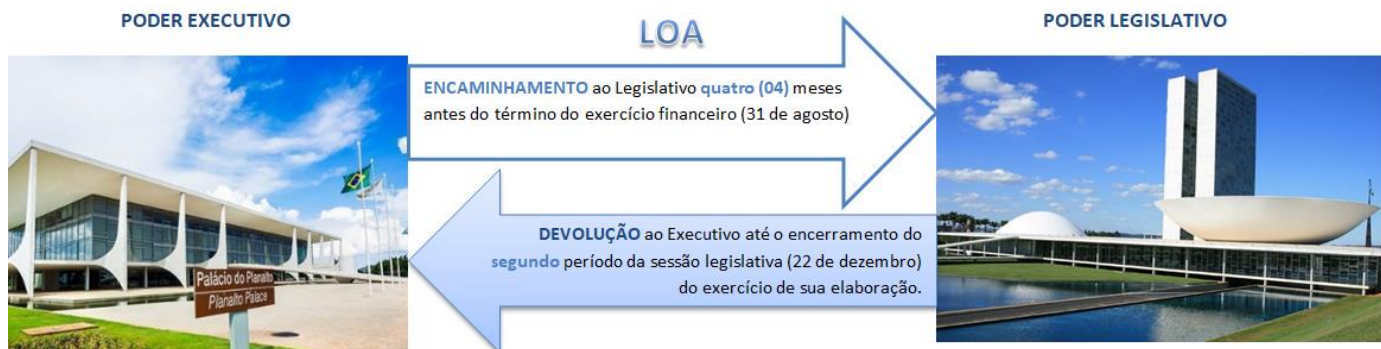 PODER EXECUTIVO
PODER LEGISLATIVO
LOA
ENCAMINHAMENTO ao Legislativo quatro (04) meses
antes do término do exercício financeiro (31 de agosto)
DEVOLUÇÃO ao Executivo até o encerramento do
segundo período da sessão legislativa (22 de dezembro)
do exercício de sua elaboração.
Palácio do Planalto
Planalto Palace